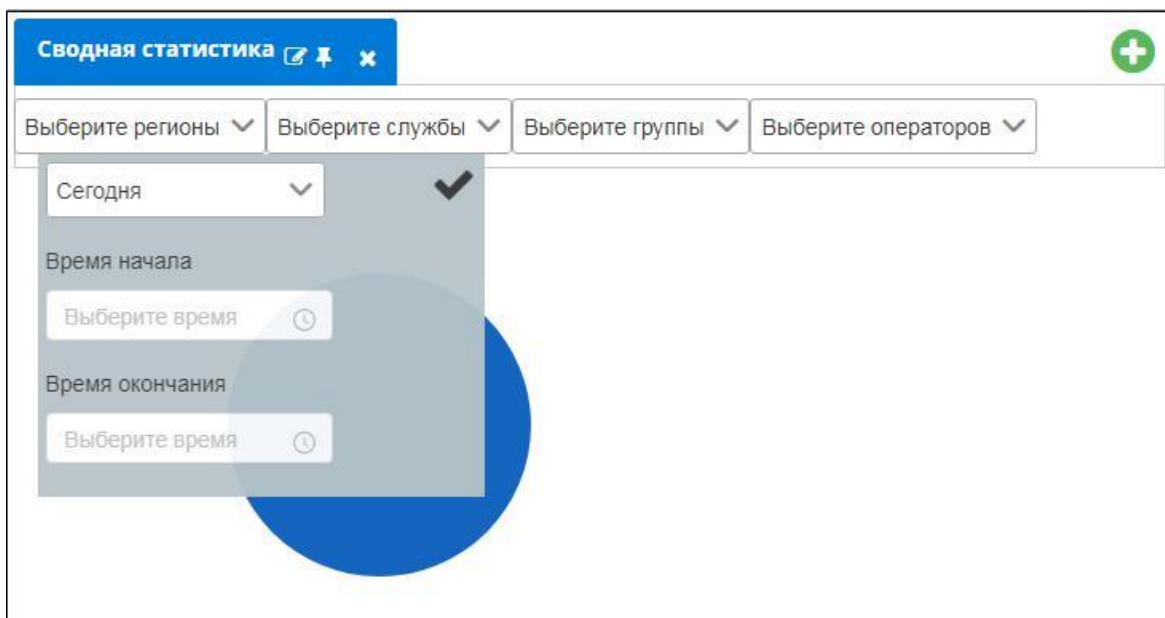 Сводная статистика
Выберите регионы Выберите службы Выберите группы Выберите операторов
Сегодня
Время начала
Выберите время
Время окончания
Выберите время